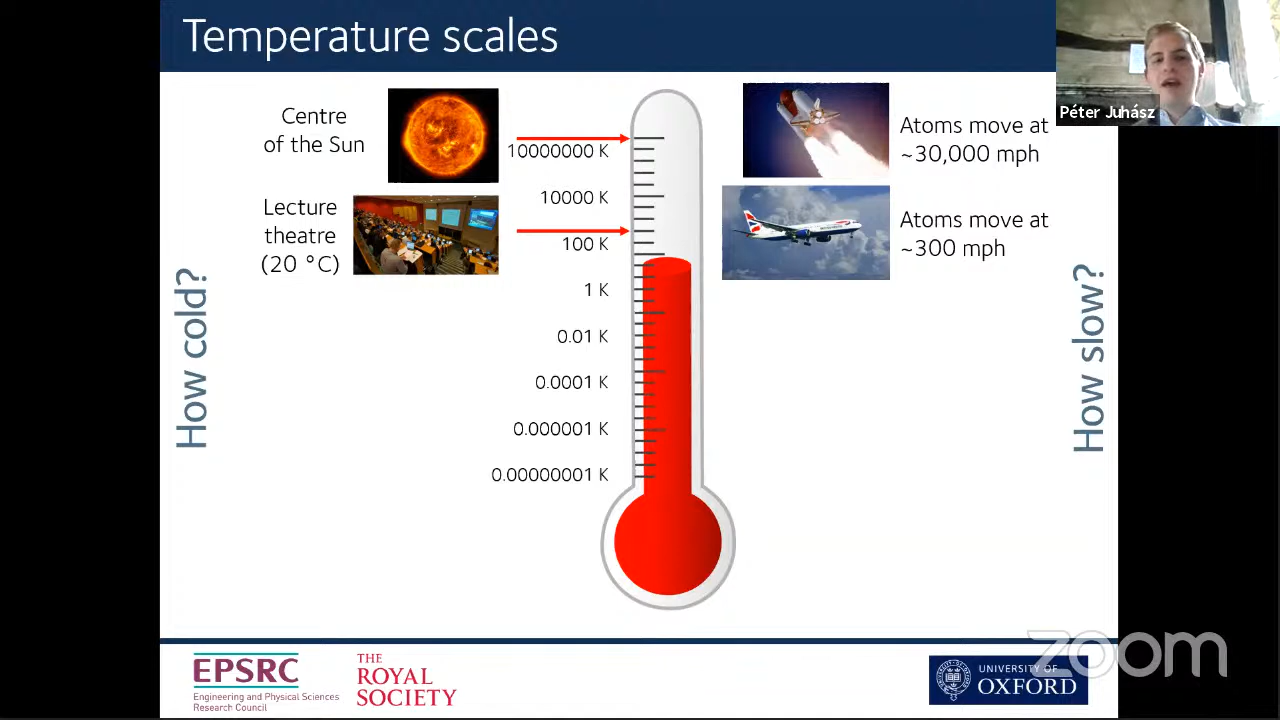 Temperature scales
Péter Juhász
Centre
of the Sun
10000000 K
Atoms move at
~30,000 mph
Lecture
theatre
(20 °C)
10000 K
100 K
Atoms move at
~300 mph
How cold?
1 K
0.01 K
0.0001 K
0.000001 K
0.00000001 K
How slow?
EPSRC
Engineering and Physical Sciences
Research Council
THE
ROYAL
SOCIETY
UNIVERSITY OF
OXFORD
zoom